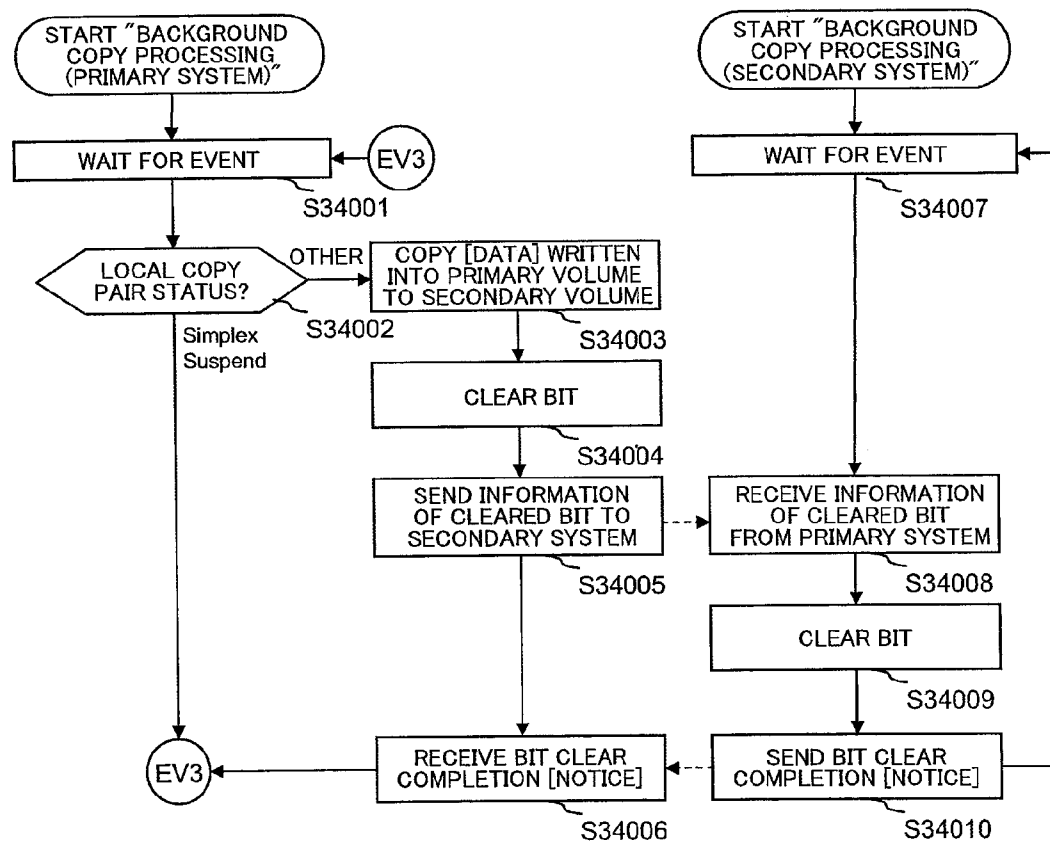 START "BACKGROUND
COPY PROCESSING
(PRIMARY SYSTEM)"
WAIT FOR EVENT
EV3
S34001
LOCAL COPY
PAIR STATUS?
OTHER
S34002
Simplex
Suspend
COPY [DATA] WRITTEN
INTO PRIMARY VOLUME
TO SECONDARY VOLUME
S34003
CLEAR BIT
S34004
SEND INFORMATION
OF CLEARED BIT TO
SECONDARY SYSTEM
S34005
RECEIVE BIT CLEAR
COMPLETION [NOTICE]
S34006
EV3
START "BACKGROUND
COPY PROCESSING
(SECONDARY SYSTEM)"
WAIT FOR EVENT
S34007
RECEIVE INFORMATION
OF CLEARED BIT
FROM PRIMARY SYSTEM
S34008
CLEAR BIT
S34009
SEND BIT CLEAR
COMPLETION [NOTICE]
S34010